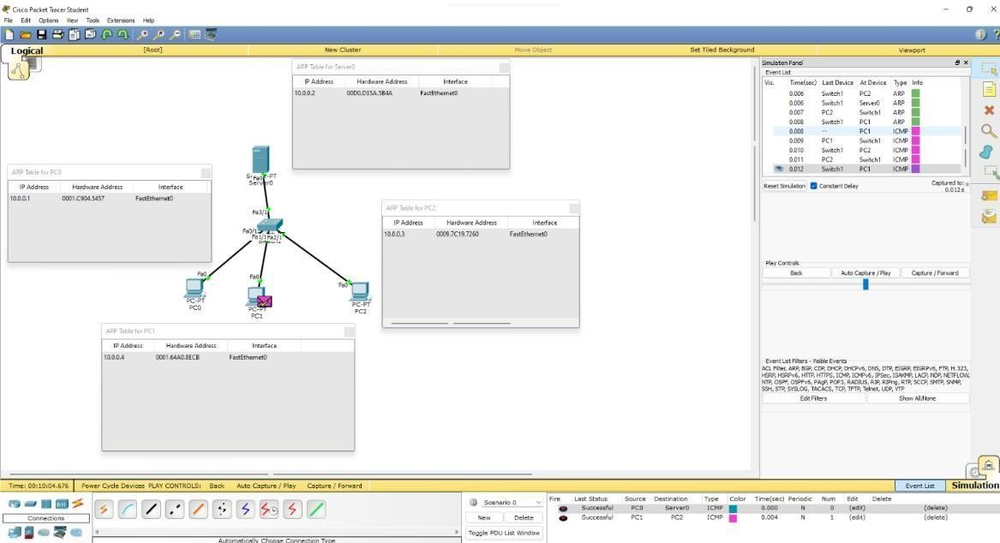 Cisco Packet Tracer Student
File Edit Options View Tools Extensions Help
Logical [Root] New Cluster Move Object Set Tiled Background Viewport
ARP Table for Server0
IP Address Hardware Address Interface
10.0.0.2 00D0.D35A.5B4A FastEthernet0
ARP Table for PC0
IP Address Hardware Address Interface
10.0.0.1 0001.C904.5457 FastEthernet0
Server0
Fa3/1
Fa0/1
Fa1/1
Fa2/1
Fa0
PC-PT
PC0
Fa0
PC-PT
PC1
Fa0
PC-PT
PC2
ARP Table for PC2
IP Address Hardware Address Interface
10.0.0.3 0009.7C19.7260 FastEthernet0
ARP Table for PC1
IP Address Hardware Address Interface
10.0.0.4 0001.64A0.8ECB FastEthernet0
Simulation Panel
Event List
Vis. Time(sec) Last Device At Device Type Info
0.006 Switch1 PC2 ARP
0.006 Switch1 Server0 ARP
0.007 PC2 Switch1 ARP
0.008 Switch1 PC1 ARP
0.008 -- PC1 ICMP
0.009 PC1 Switch1 ICMP
0.010 Switch1 PC2 ICMP
0.011 PC2 Switch1 ICMP
0.012 Switch1 PC1 ICMP
Reset Simulation Constant Delay Captured to:
0.012 s
Play Controls
Back Auto Capture / Play Capture / Forward
Event List Filters - Visible Events
ACL Filter, ARP, BGP, CDP, DHCP, DHCPv6, DNS, DTP, EIGRP, EIGRPv6, FTP, H.323,
HSRP, HSRPv6, HTTP, HTTPS, ICMP, ICMPv6, IPSec, ISAKMP, LACP, NDP, NETFLOW,
NTP, OSPF, OSPFv6, PAgP, POP3, RADIUS, RIP, RIPng, RTP, SCCP, SMTP, SNMP,
SSH, STP, SYSLOG, TACACS, TCP, TFTP, Telnet, UDP, VTP
Edit Filters Show All/None
Time: 00:10:04.676 Power Cycle Devices PLAY CONTROLS: Back Auto Capture / Play Capture / Forward Event List Simulation
Connections
Automatically Choose Connection Type
Scenario 0
New Delete
Toggle PDU List Window
Fire Last Status Source Destination Type Color Time(sec) Periodic Num Edit Delete
Successful PC0 Server0 ICMP 0.000 N 0 (edit) (delete)
Successful PC1 PC2 ICMP 0.004 N 1 (edit) (delete)